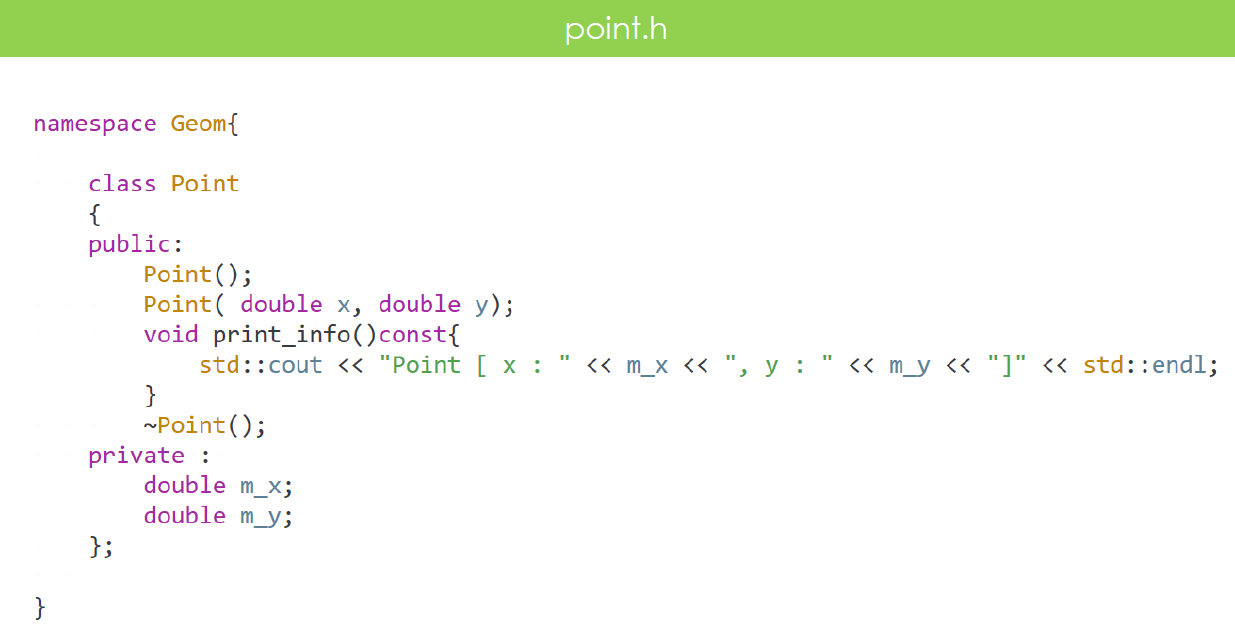 point.h
namespace Geom{
    class Point
    {
    public:
        Point();
        Point( double x, double y);
        void print_info()const{
            std::cout << "Point [ x : " << m_x << ", y : " << m_y << "]" << std::endl;
        }
        ~Point();
    private :
        double m_x;
        double m_y;
    };
}